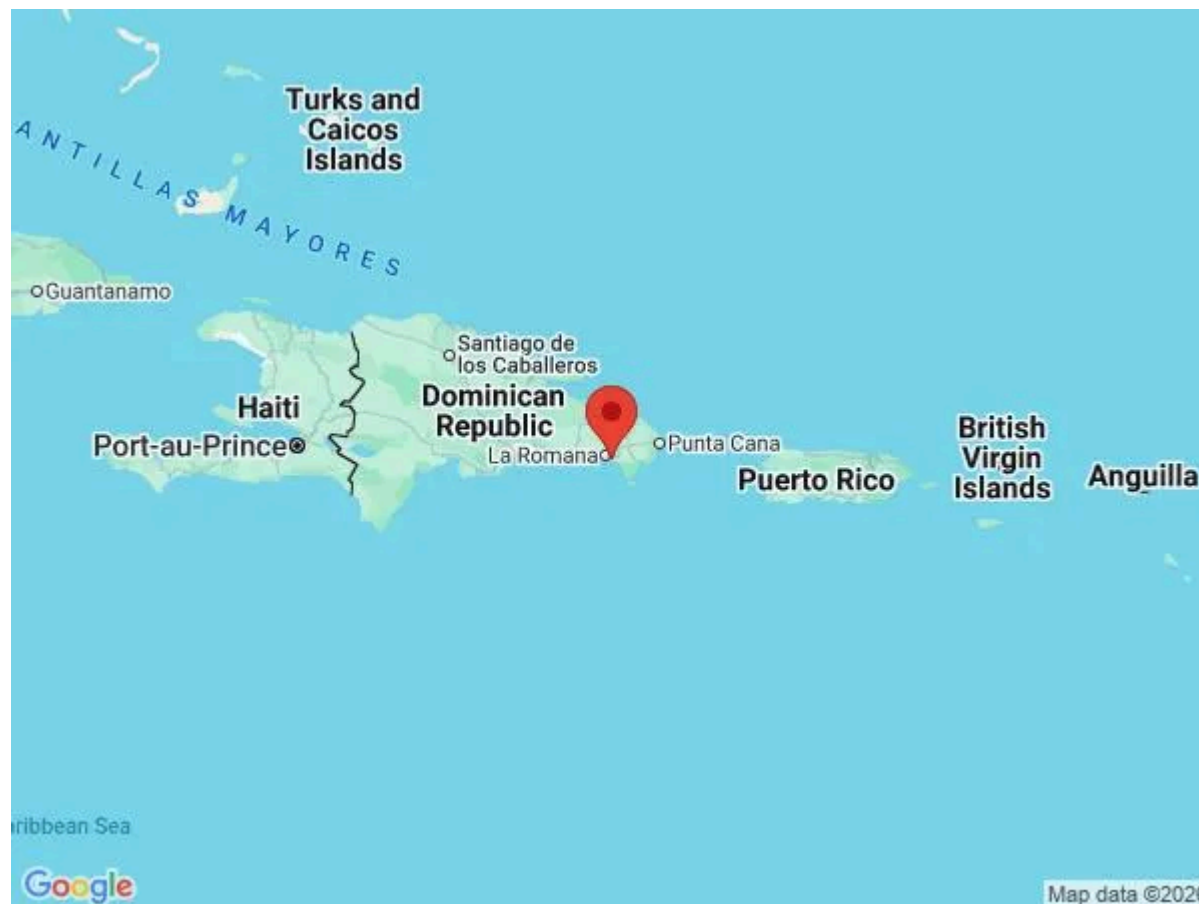 Turks and
Caicos
Islands
ANTILLAS MAYORES
Guantanamo
Santiago de
los Caballeros
Dominican
Republic
Haiti
Port-au-Prince
La Romana
Punta Cana
Puerto Rico
British
Virgin
Islands
Anguilla
aribbean Sea
Google
Map data ©202